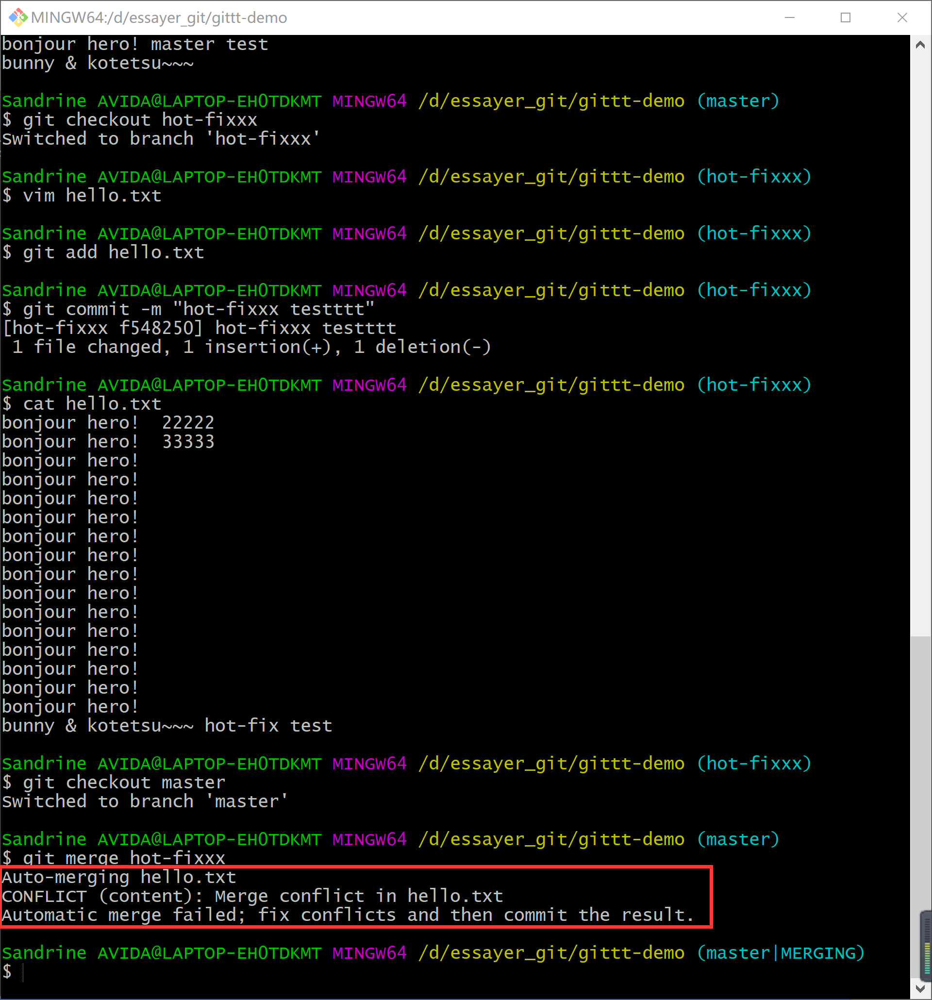 MINGW64:/d/essayer_git/gittt-demo
bonjour hero! master test
bunny & kotetsu~~~
Sandrine AVIDA@LAPTOP-EH0TDKMT MINGW64 /d/essayer_git/gittt-demo (master)
$ git checkout hot-fixxx
Switched to branch 'hot-fixxx'
Sandrine AVIDA@LAPTOP-EH0TDKMT MINGW64 /d/essayer_git/gittt-demo (hot-fixxx)
$ vim hello.txt
Sandrine AVIDA@LAPTOP-EH0TDKMT MINGW64 /d/essayer_git/gittt-demo (hot-fixxx)
$ git add hello.txt
Sandrine AVIDA@LAPTOP-EH0TDKMT MINGW64 /d/essayer_git/gittt-demo (hot-fixxx)
$ git commit -m "hot-fixxx testttt"
[hot-fixxx f548250] hot-fixxx testttt
 1 file changed, 1 insertion(+), 1 deletion(-)
Sandrine AVIDA@LAPTOP-EH0TDKMT MINGW64 /d/essayer_git/gittt-demo (hot-fixxx)
$ cat hello.txt
bonjour hero!  22222
bonjour hero!  33333
bonjour hero!
bonjour hero!
bonjour hero!
bonjour hero!
bonjour hero!
bonjour hero!
bonjour hero!
bonjour hero!
bonjour hero!
bonjour hero!
bonjour hero!
bonjour hero!
bonjour hero!
bonjour hero!
bunny & kotetsu~~~ hot-fix test
Sandrine AVIDA@LAPTOP-EH0TDKMT MINGW64 /d/essayer_git/gittt-demo (hot-fixxx)
$ git checkout master
Switched to branch 'master'
Sandrine AVIDA@LAPTOP-EH0TDKMT MINGW64 /d/essayer_git/gittt-demo (master)
$ git merge hot-fixxx
Auto-merging hello.txt
CONFLICT (content): Merge conflict in hello.txt
Automatic merge failed; fix conflicts and then commit the result.
Sandrine AVIDA@LAPTOP-EH0TDKMT MINGW64 /d/essayer_git/gittt-demo (master|MERGING)
$